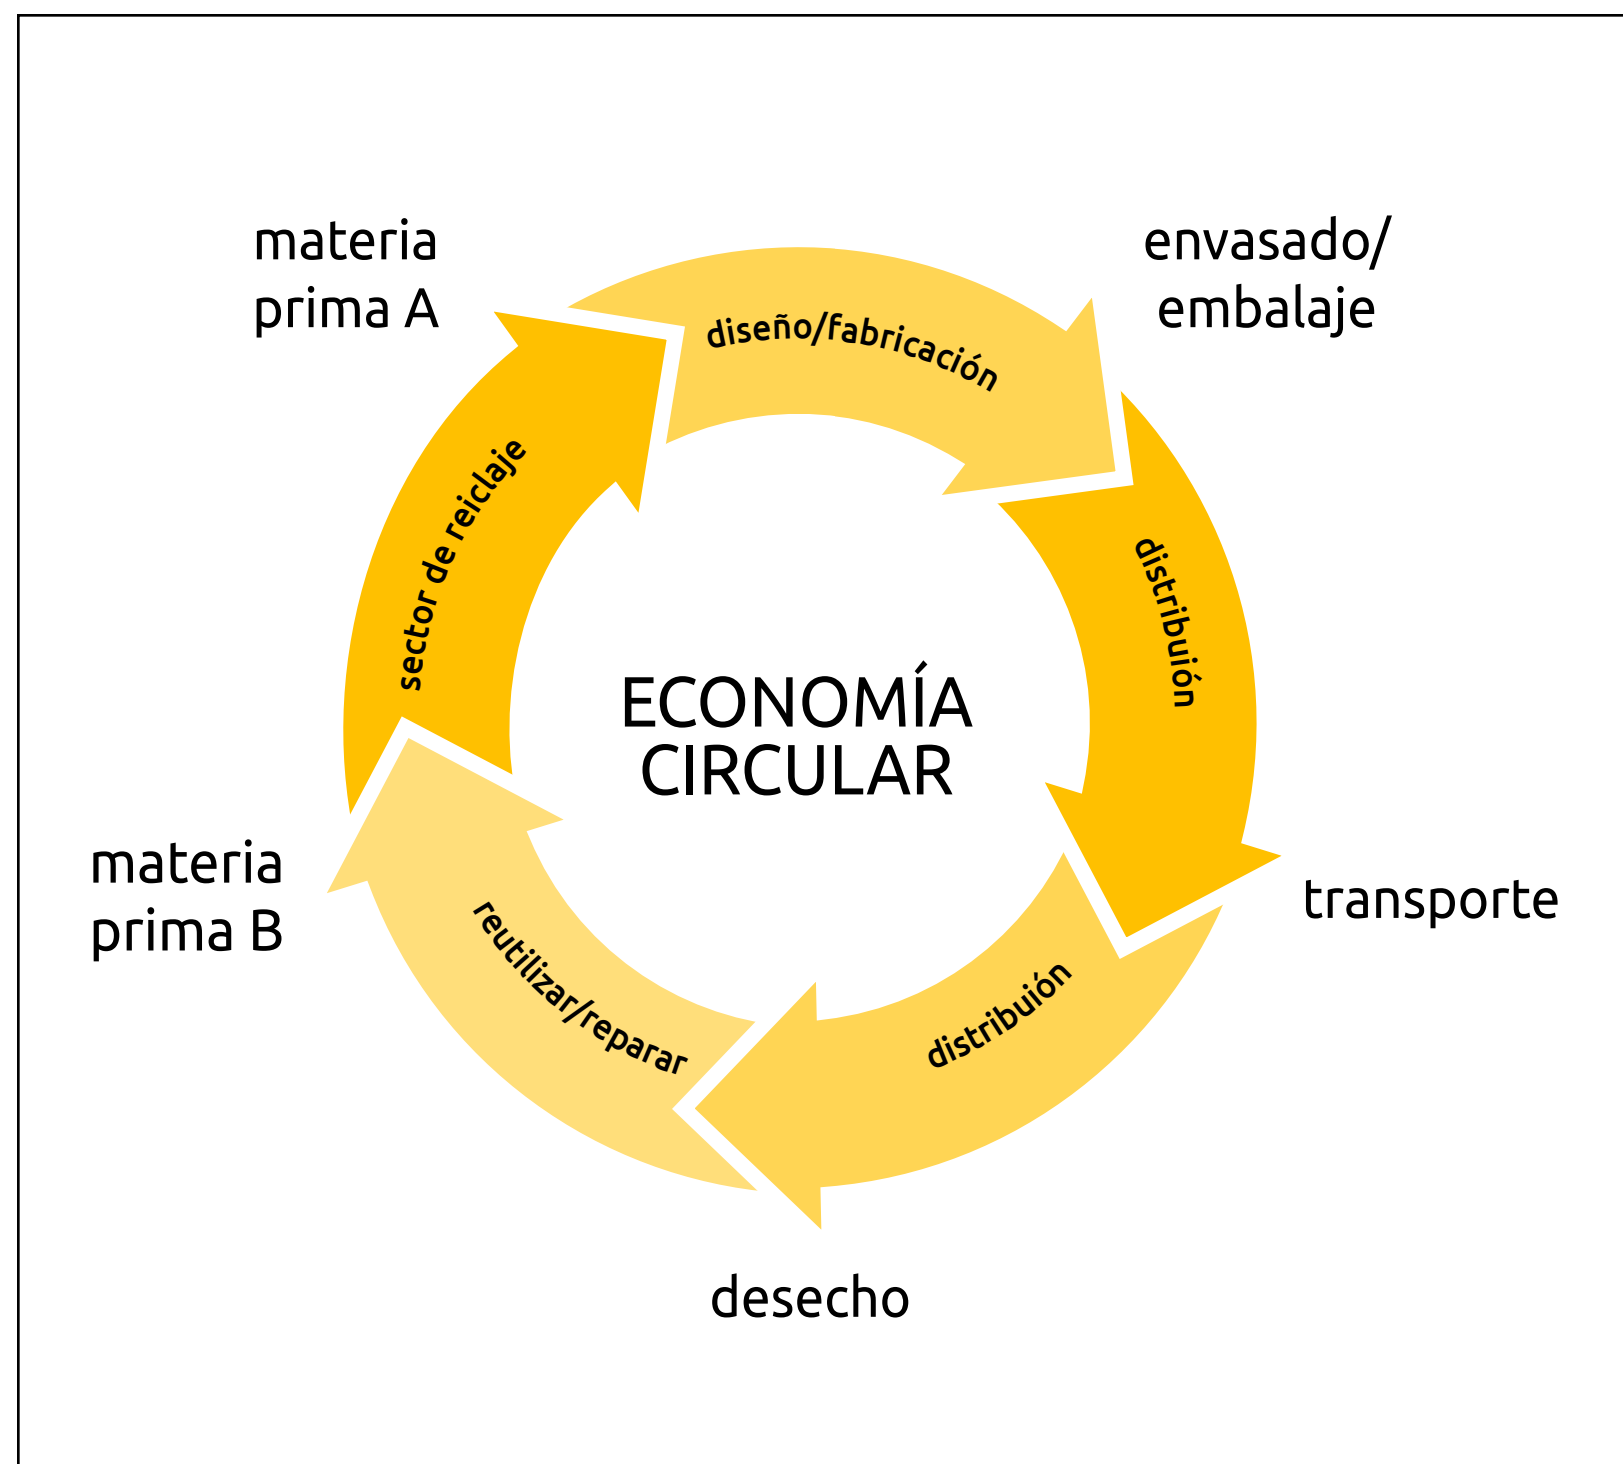 materia
prima A
envasado/
embalaje
diseño/fabricación
sector de reiclaje
distribuión
ECONOMÍA
CIRCULAR
materia
prima B
transporte
reutilizar/reparar
distribuión
desecho